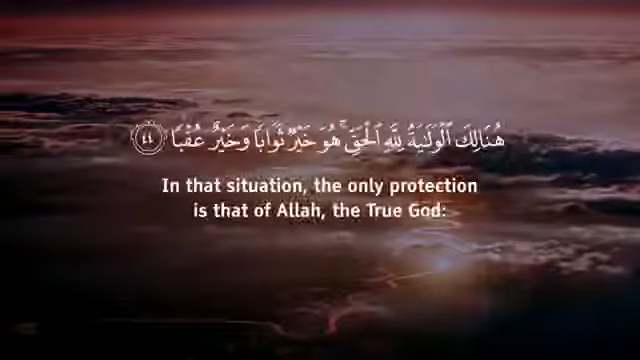 هُنَالِكَ ٱلْوَلَـٰيَةُ لِلَّهِ ٱلْحَقِّ ۚ هُوَ خَيْرٌ ثَوَابًا وَخَيْرٌ عُقْبًا ٤٤
In that situation, the only protection
is that of Allah, the True God: